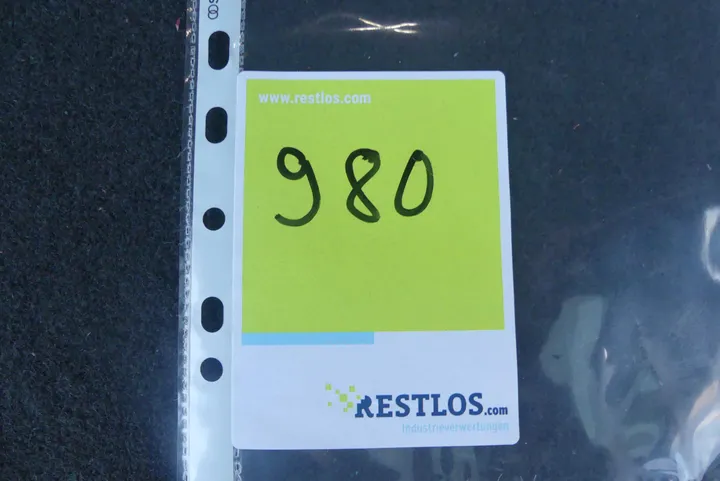 www.restlos.com
980
RESTLOS.com
Industrieverwertungen